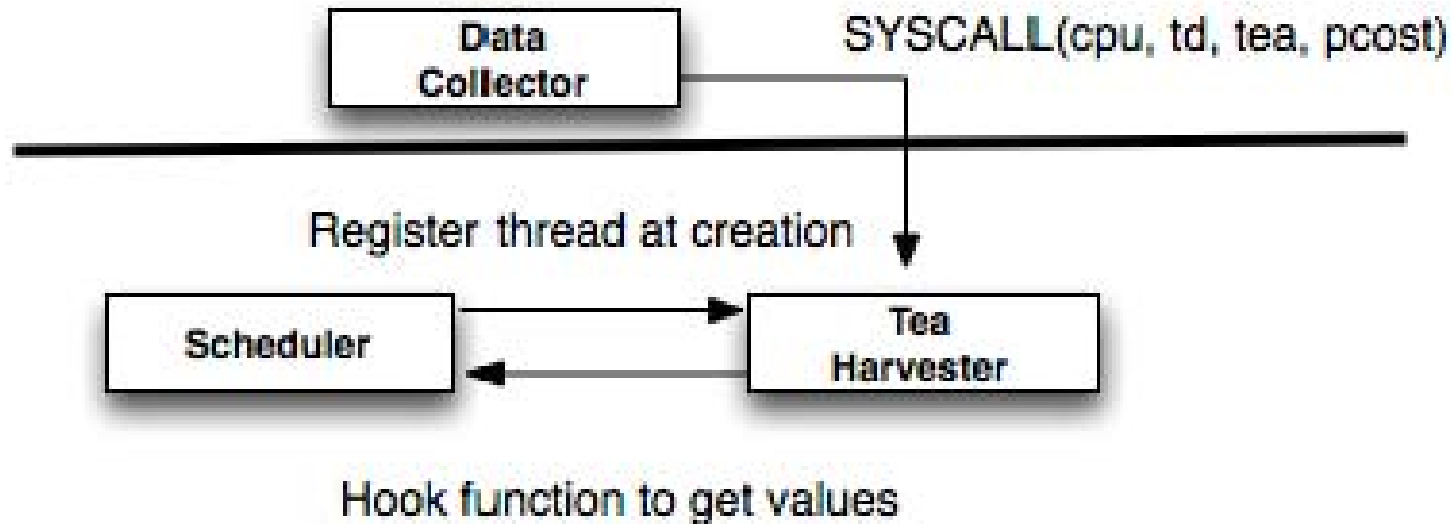 Data
Collector
SYSCALL(cpu, td, tea, pcost)
Register thread at creation
Scheduler
Tea
Harvester
Hook function to get values